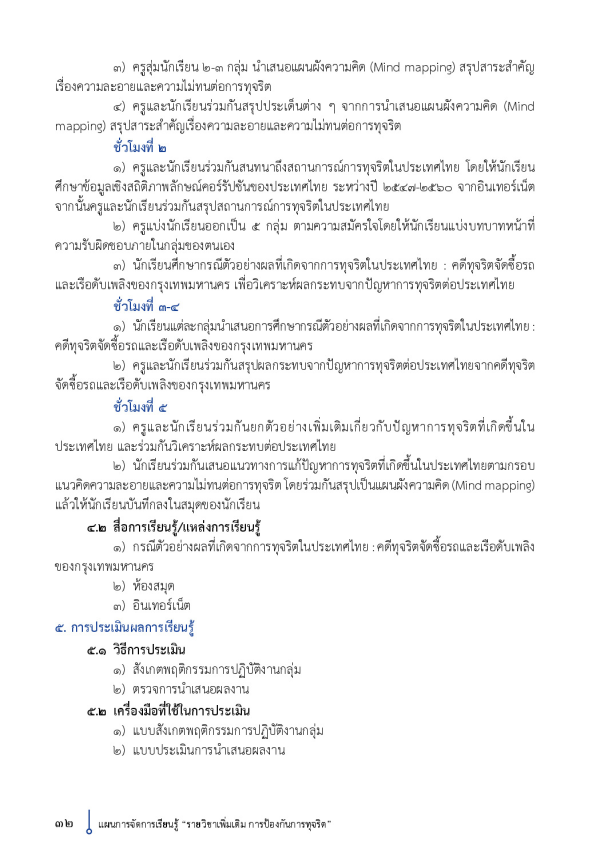 ๓) ครูสุ่มนักเรียน ๒-๓ กลุ่ม นำเสนอแผนผังความคิด (Mind mapping) สรุปสาระสำคัญ
เรื่องความละอายและความไม่ทนต่อการทุจริต
๔) ครูและนักเรียนร่วมกันสรุปประเด็นต่าง ๆ จากการนำเสนอแผนผังความคิด (Mind
mapping) สรุปสาระสำคัญเรื่องความละอายและความไม่ทนต่อการทุจริต
ชั่วโมงที่ ๒
๑) ครูและนักเรียนร่วมกันสนทนาถึงสถานการณ์การทุจริตในประเทศไทย โดยให้นักเรียน
ศึกษาข้อมูลเชิงสถิติภาพลักษณ์คอร์รัปชันของประเทศไทย ระหว่างปี ๒๕๔๗-๒๕๖๐ จากอินเทอร์เน็ต
จากนั้นครูและนักเรียนร่วมกันสรุปสถานการณ์การทุจริตในประเทศไทย
๒) ครูแบ่งนักเรียนออกเป็น ๕ กลุ่ม ตามความสมัครใจโดยให้นักเรียนแบ่งบทบาทหน้าที่
ความรับผิดชอบภายในกลุ่มของตนเอง
๓) นักเรียนศึกษากรณีตัวอย่างผลที่เกิดจากการทุจริตในประเทศไทย : คดีทุจริตจัดซื้อรถ
และเรือดับเพลิงของกรุงเทพมหานคร เพื่อวิเคราะห์ผลกระทบจากปัญหาการทุจริตต่อประเทศไทย
ชั่วโมงที่ ๓-๔
๑) นักเรียนแต่ละกลุ่มนำเสนอการศึกษากรณีตัวอย่างผลที่เกิดจากการทุจริตในประเทศไทย :
คดีทุจริตจัดซื้อรถและเรือดับเพลิงของกรุงเทพมหานคร
๒) ครูและนักเรียนร่วมกันสรุปผลกระทบจากปัญหาการทุจริตต่อประเทศไทยจากคดีทุจริต
จัดซื้อรถและเรือดับเพลิงของกรุงเทพมหานคร
ชั่วโมงที่ ๕
๑) ครูและนักเรียนร่วมกันยกตัวอย่างเพิ่มเติมเกี่ยวกับปัญหาการทุจริตที่เกิดขึ้นใน
ประเทศไทย และร่วมกันวิเคราะห์ผลกระทบต่อประเทศไทย
๒) นักเรียนร่วมกันเสนอแนวทางการแก้ปัญหาการทุจริตที่เกิดขึ้นในประเทศไทยตามกรอบ
แนวคิดความละอายและความไม่ทนต่อการทุจริต โดยร่วมกันสรุปเป็นแผนผังความคิด (Mind mapping)
แล้วให้นักเรียนบันทึกลงในสมุดของนักเรียน
๔.๒ สื่อการเรียนรู้/แหล่งการเรียนรู้
๑) กรณีตัวอย่างผลที่เกิดจากการทุจริตในประเทศไทย : คดีทุจริตจัดซื้อรถและเรือดับเพลิง
ของกรุงเทพมหานคร
๒) ห้องสมุด
๓) อินเทอร์เน็ต
๕. การประเมินผลการเรียนรู้
๕.๑ วิธีการประเมิน
๑) สังเกตพฤติกรรมการปฏิบัติงานกลุ่ม
๒) ตรวจการนำเสนอผลงาน
๕.๒ เครื่องมือที่ใช้ในการประเมิน
๑) แบบสังเกตพฤติกรรมการปฏิบัติงานกลุ่ม
๒) แบบประเมินการนำเสนอผลงาน
๓๒ แผนการจัดการเรียนรู้ "รายวิชาเพิ่มเติม การป้องกันการทุจริต"